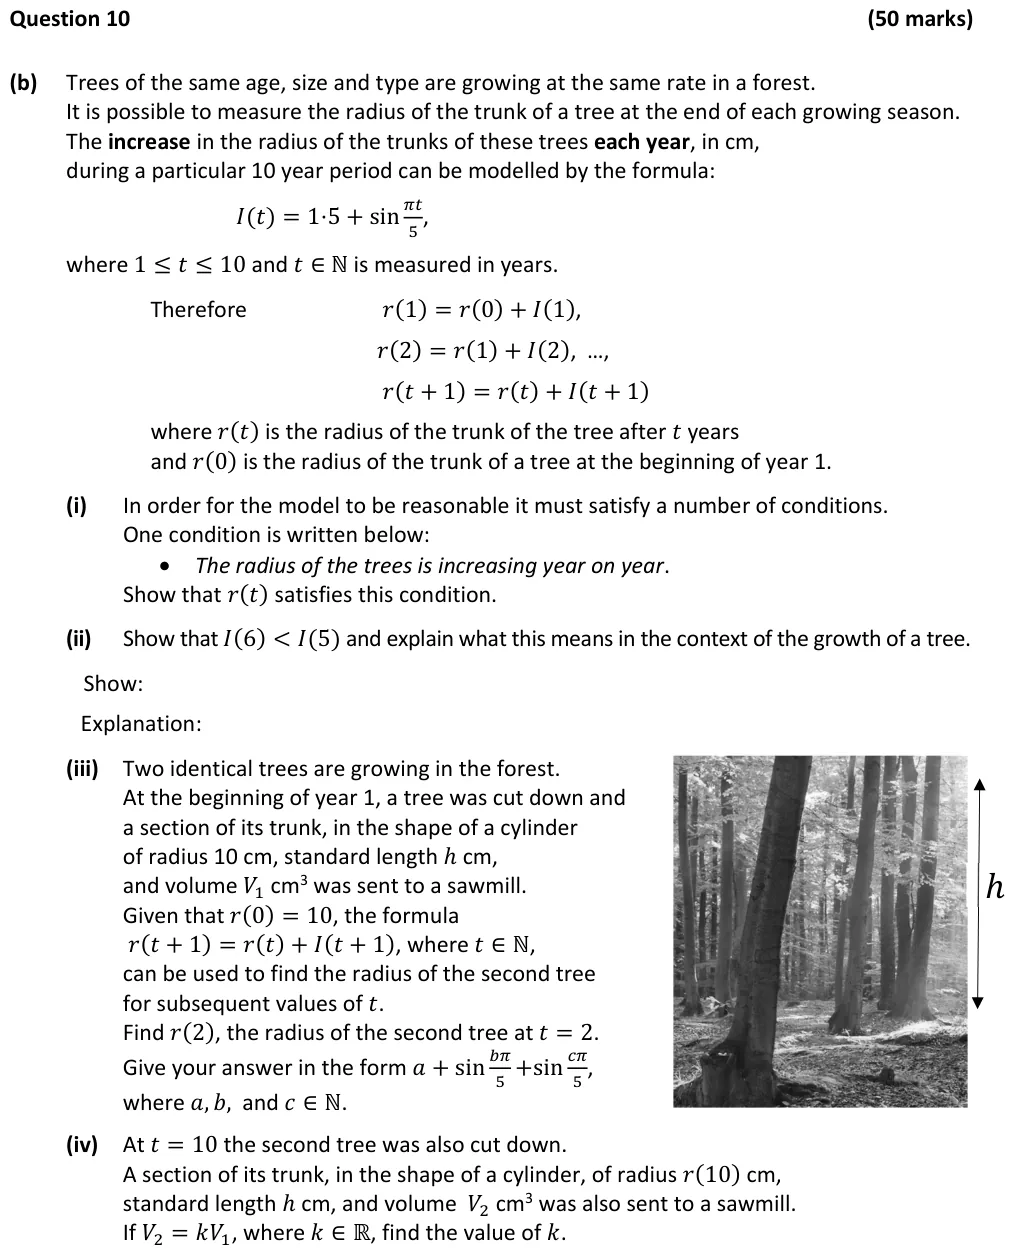 Question 10 (50 marks)
(b) Trees of the same age, size and type are growing at the same rate in a forest.
It is possible to measure the radius of the trunk of a tree at the end of each growing season.
The increase in the radius of the trunks of these trees each year, in cm,
during a particular 10 year period can be modelled by the formula:
I(t) = 1·5 + sin πt/5,
where 1 ≤ t ≤ 10 and t ∈ ℕ is measured in years.
Therefore r(1) = r(0) + I(1),
r(2) = r(1) + I(2), …,
r(t + 1) = r(t) + I(t + 1)
where r(t) is the radius of the trunk of the tree after t years
and r(0) is the radius of the trunk of a tree at the beginning of year 1.
(i) In order for the model to be reasonable it must satisfy a number of conditions.
One condition is written below:
• The radius of the trees is increasing year on year.
Show that r(t) satisfies this condition.
(ii) Show that I(6) < I(5) and explain what this means in the context of the growth of a tree.
Show:
Explanation:
(iii) Two identical trees are growing in the forest.
At the beginning of year 1, a tree was cut down and
a section of its trunk, in the shape of a cylinder
of radius 10 cm, standard length h cm,
and volume V₁ cm³ was sent to a sawmill.
Given that r(0) = 10, the formula
r(t + 1) = r(t) + I(t + 1), where t ∈ ℕ,
can be used to find the radius of the second tree
for subsequent values of t.
Find r(2), the radius of the second tree at t = 2.
Give your answer in the form a + sin bπ/5 +sin cπ/5,
where a, b, and c ∈ ℕ.
h
(iv) At t = 10 the second tree was also cut down.
A section of its trunk, in the shape of a cylinder, of radius r(10) cm,
standard length h cm, and volume V₂ cm³ was also sent to a sawmill.
If V₂ = kV₁, where k ∈ ℝ, find the value of k.